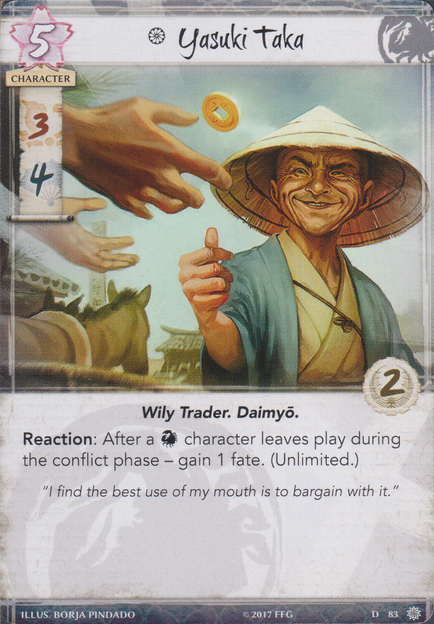 5
Yasuki Taka
CHARACTER
3
4
2
Wily Trader. Daimyō.
Reaction: After a character leaves play during
the conflict phase – gain 1 fate. (Unlimited.)
“I find the best use of my mouth is to bargain with it.”
ILLUS. BORJA PINDADO © 2017 FFG D 83